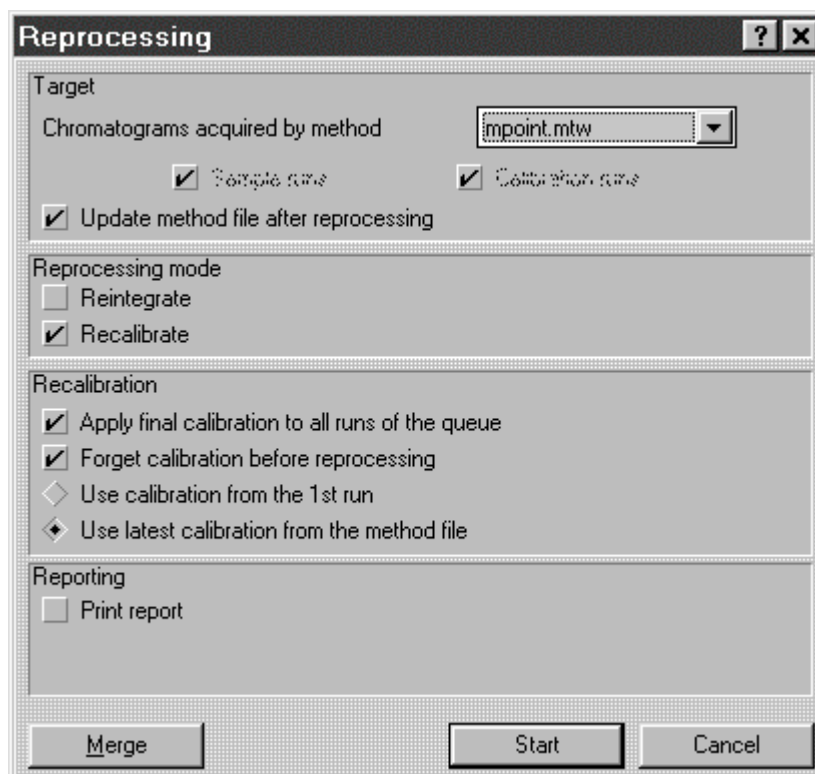 Reprocessing
Target
Chromatograms acquired by method mpoint.mtw
Sample runs Calibration runs
Update method file after reprocessing
Reprocessing mode
Reintegrate
Recalibrate
Recalibration
Apply final calibration to all runs of the queue
Forget calibration before reprocessing
Use calibration from the 1st run
Use latest calibration from the method file
Reporting
Print report
Merge Start Cancel